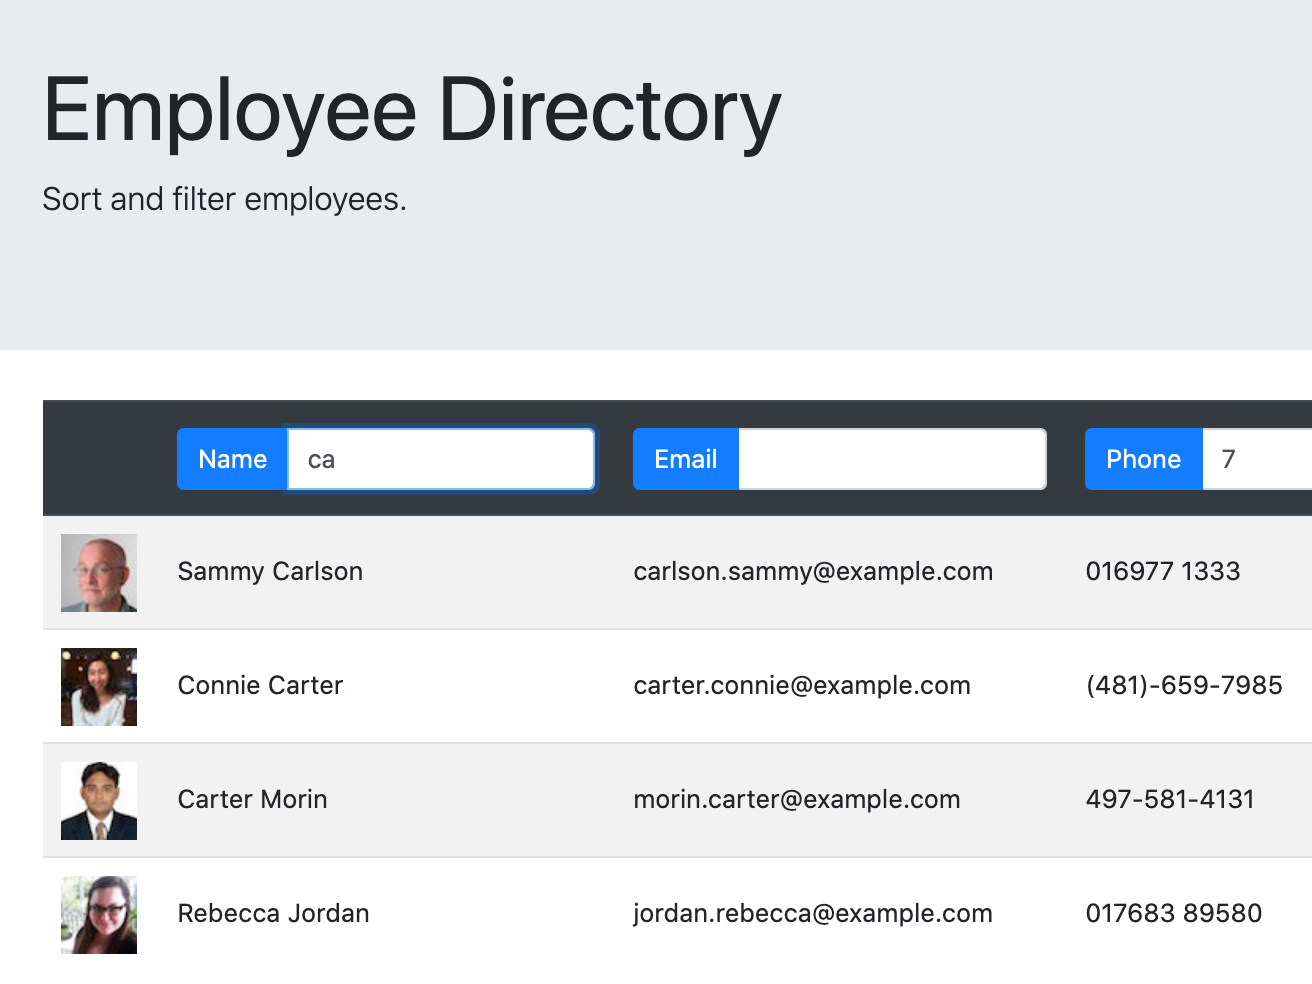 Employee Directory
Sort and filter employees.
Name ca Email Phone 7
Sammy Carlson carlson.sammy@example.com 016977 1333
Connie Carter carter.connie@example.com (481)-659-7985
Carter Morin morin.carter@example.com 497-581-4131
Rebecca Jordan jordan.rebecca@example.com 017683 89580